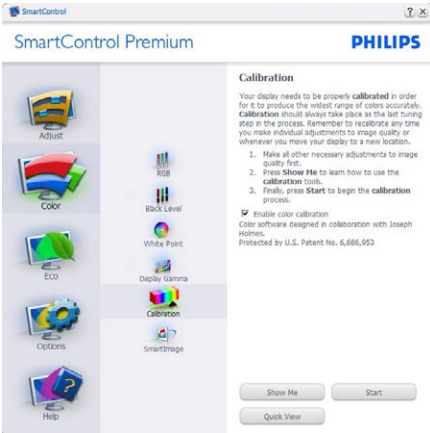 SmartControl
SmartControl Premium
PHILIPS
Adjust
Color
Eco
Options
Help
RGB
Black Level
White Point
Display Gamma
Calibration
SmartImage
Calibration
Your display needs to be properly calibrated in order
for it to produce the widest range of colors accurately.
Calibration should always take place as the last tuning
step in the process. Remember to recalibrate any time
you make individual adjustments to image quality or
whenever you move your display to a new location.
1. Make all other necessary adjustments to image
quality first.
2. Press Show Me to learn how to use the
calibration tools.
3. Finally, press Start to begin the calibration
process.
Enable color calibration
Color software designed in collaboration with Joseph
Holmes.
Protected by U.S. Patent No. 6,686,953
Show Me
Start
Quick View